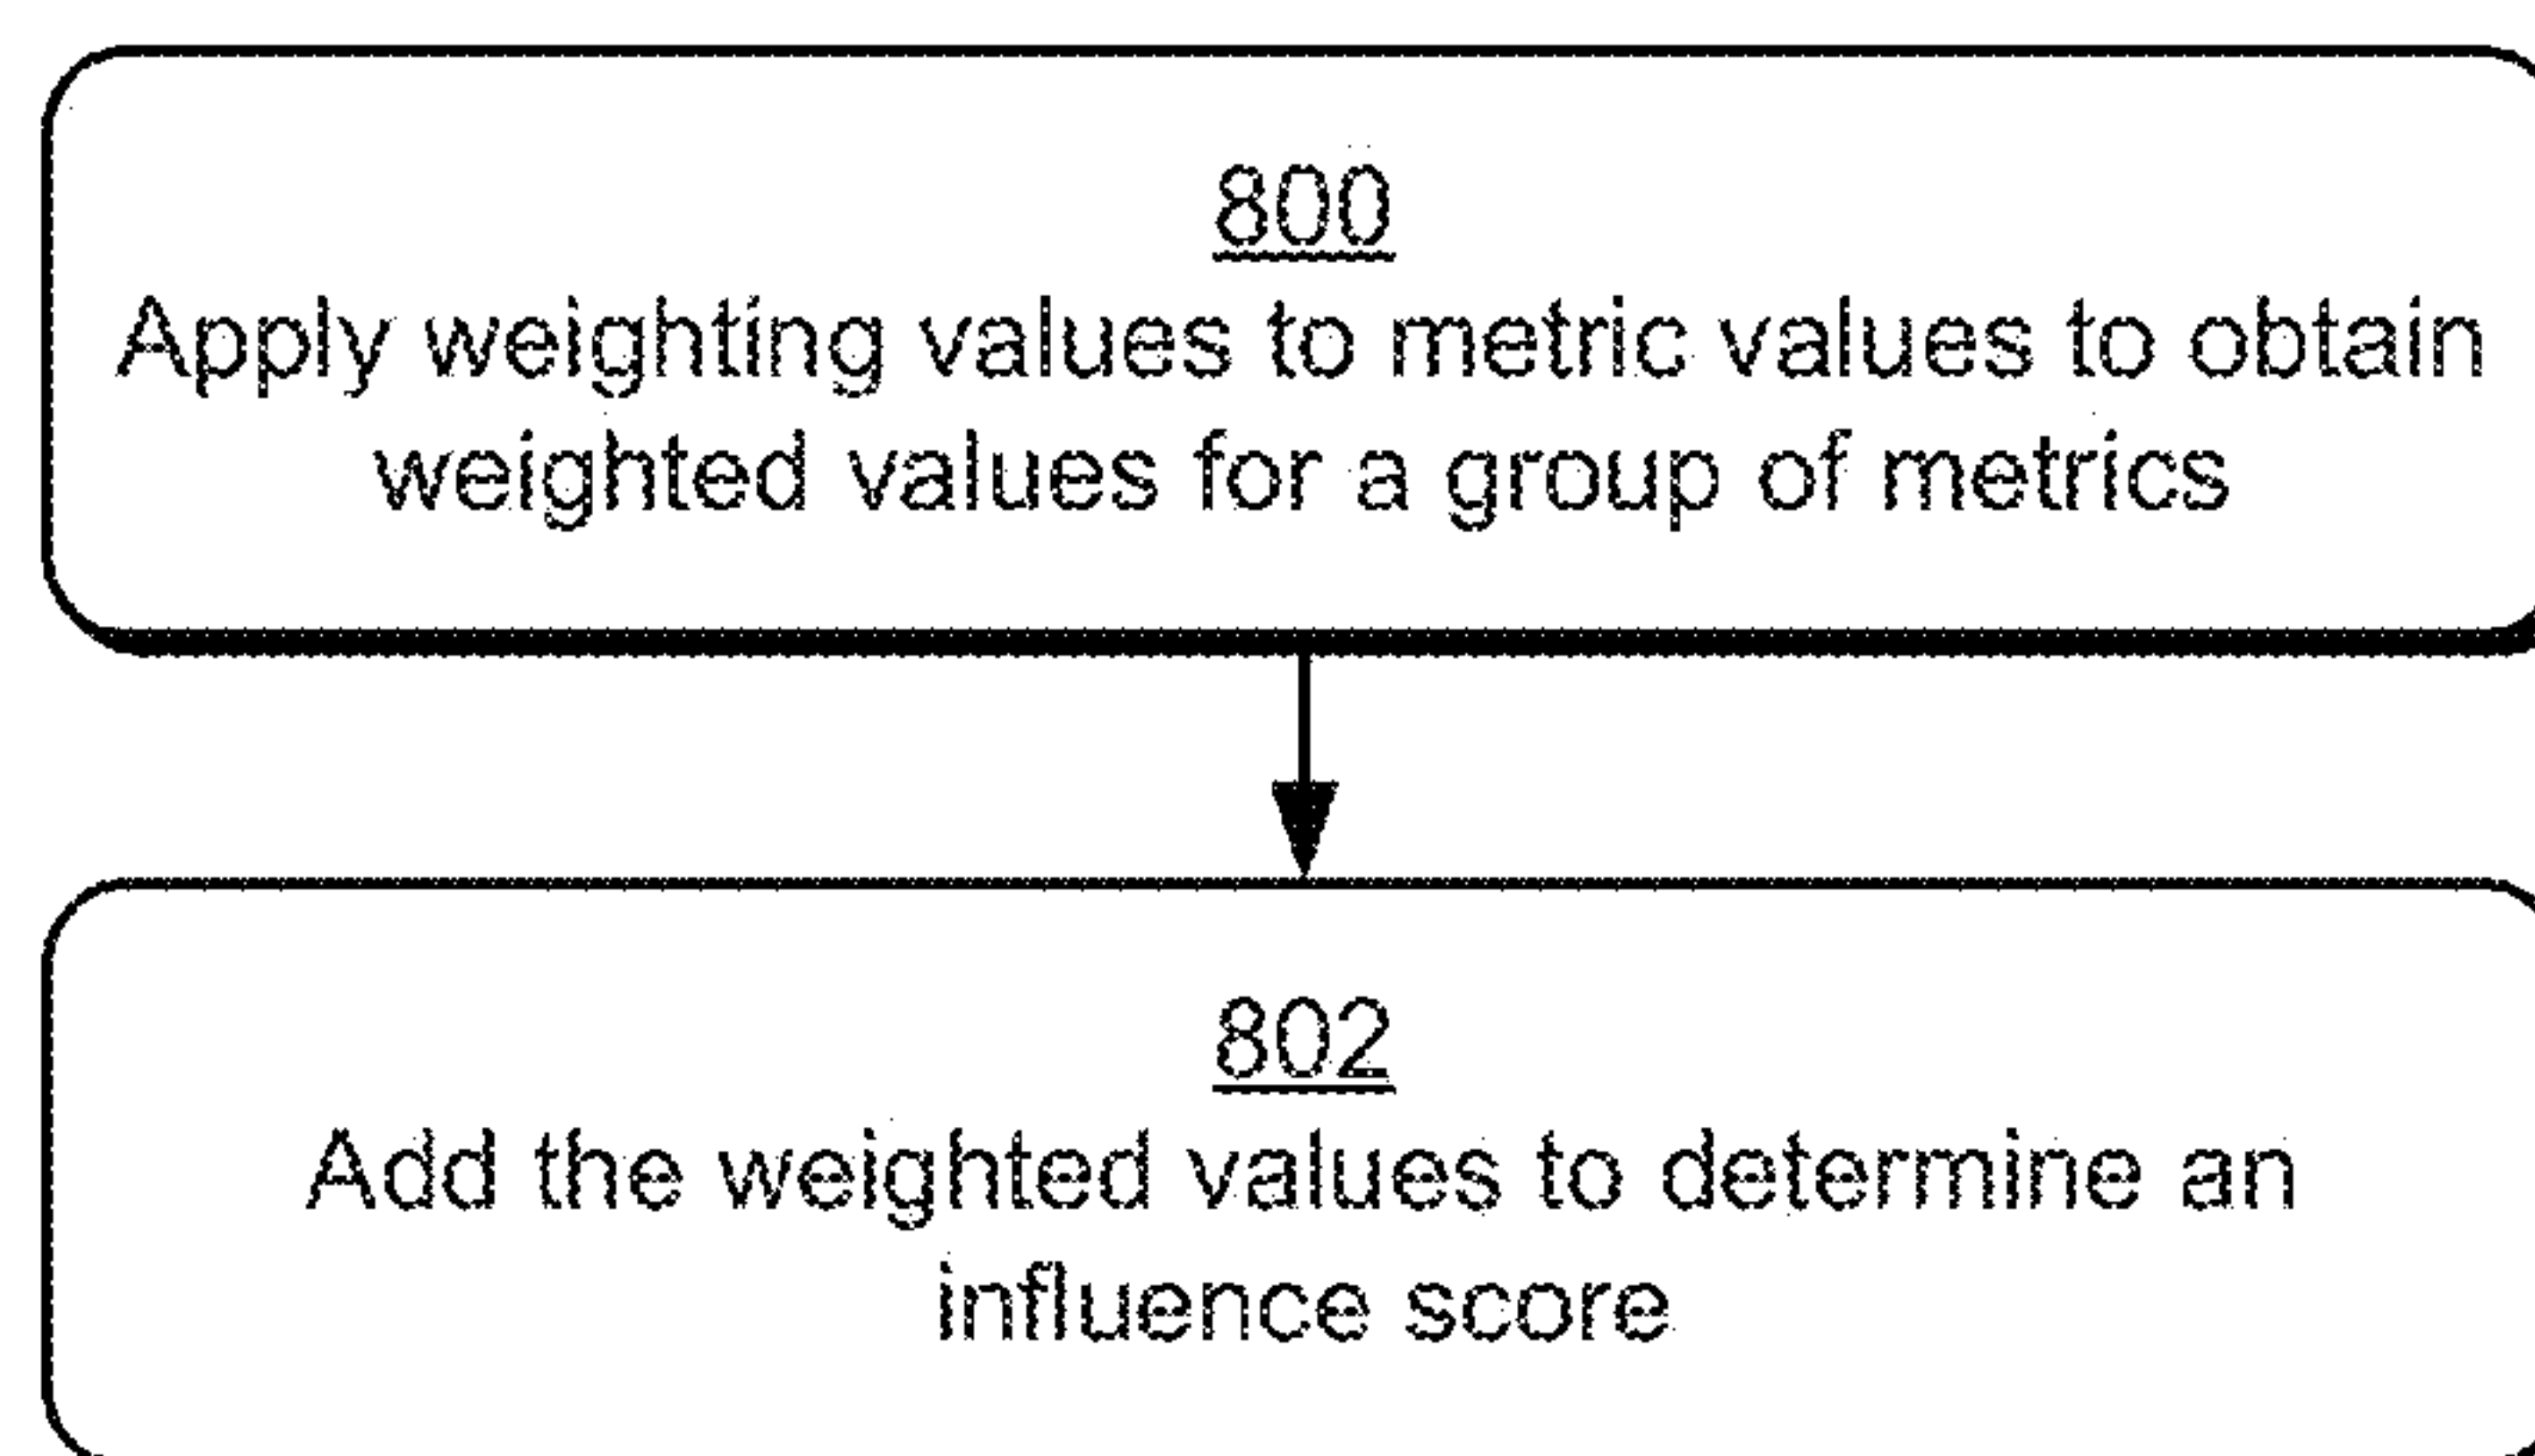 800
Apply weighting values to metric values to obtain
weighted values for a group of metrics
802
Add the weighted values to determine an
influence score